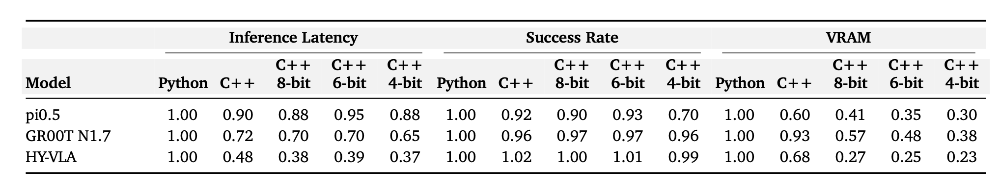 Inference Latency Success Rate VRAM
C++ C++ C++ C++ C++ C++ C++ C++ C++
Model Python C++ 8-bit 6-bit 4-bit Python C++ 8-bit 6-bit 4-bit Python C++ 8-bit 6-bit 4-bit
pi0.5 1.00 0.90 0.88 0.95 0.88 1.00 0.92 0.90 0.93 0.70 1.00 0.60 0.41 0.35 0.30
GR00T N1.7 1.00 0.72 0.70 0.70 0.65 1.00 0.96 0.97 0.97 0.96 1.00 0.93 0.57 0.48 0.38
HY-VLA 1.00 0.48 0.38 0.39 0.37 1.00 1.02 1.00 1.01 0.99 1.00 0.68 0.27 0.25 0.23